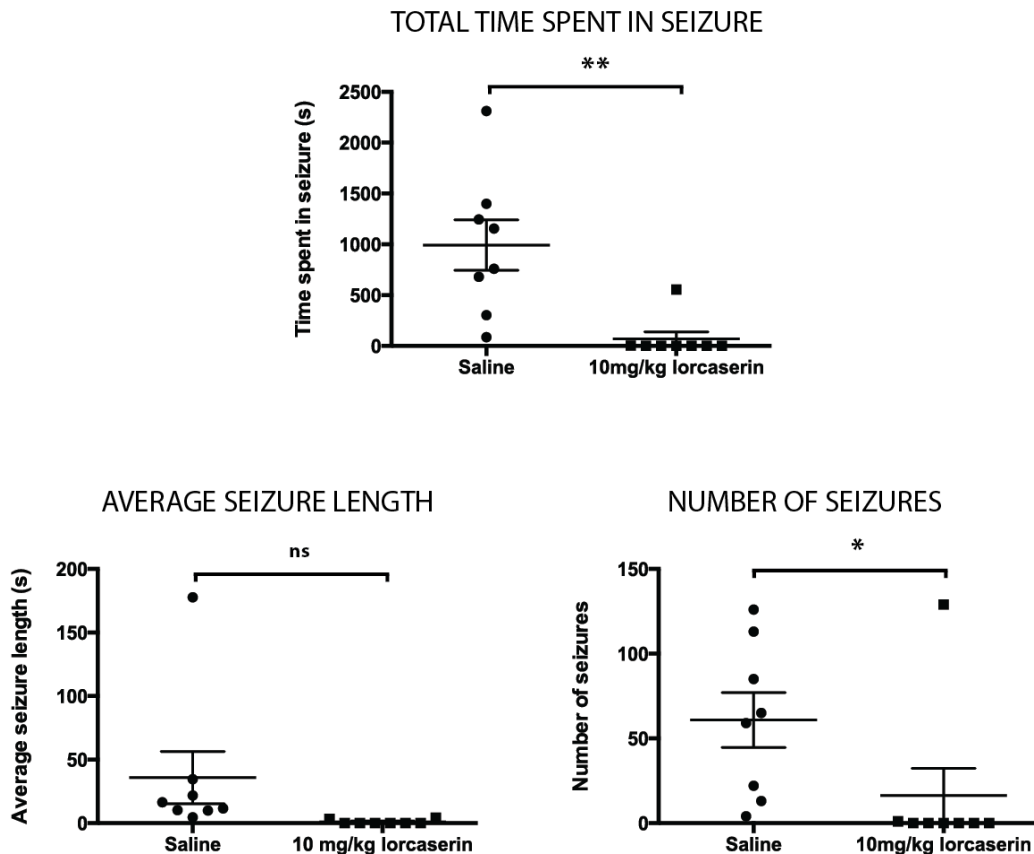 TOTAL TIME SPENT IN SEIZURE
**
Time spent in seizure (s)
2500
2000
1500
1000
500
0
Saline
10mg/kg lorcaserin
AVERAGE SEIZURE LENGTH
ns
Average seizure length (s)
200
150
100
50
0
Saline
10 mg/kg lorcaserin
NUMBER OF SEIZURES
*
Number of seizures
150
100
50
0
Saline
10mg/kg lorcaserin